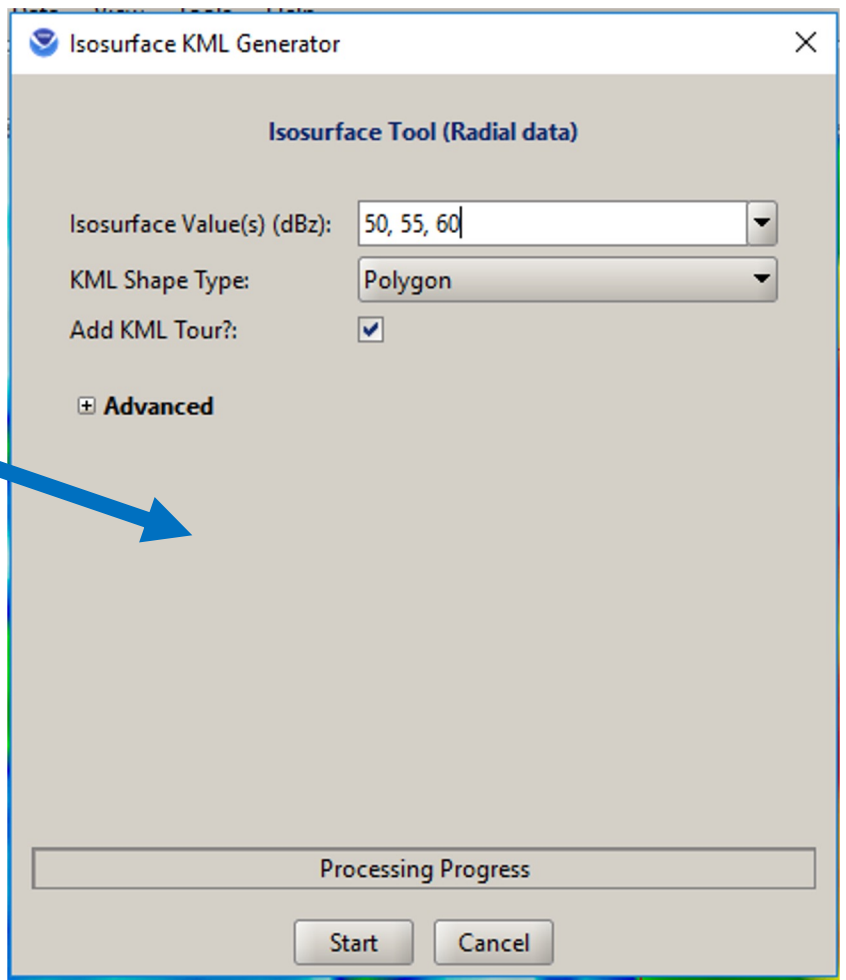 Isosurface KML Generator
Isosurface Tool (Radial data)
Isosurface Value(s) (dBz): 50, 55, 60
KML Shape Type: Polygon
Add KML Tour?:
Advanced
Processing Progress
Start Cancel